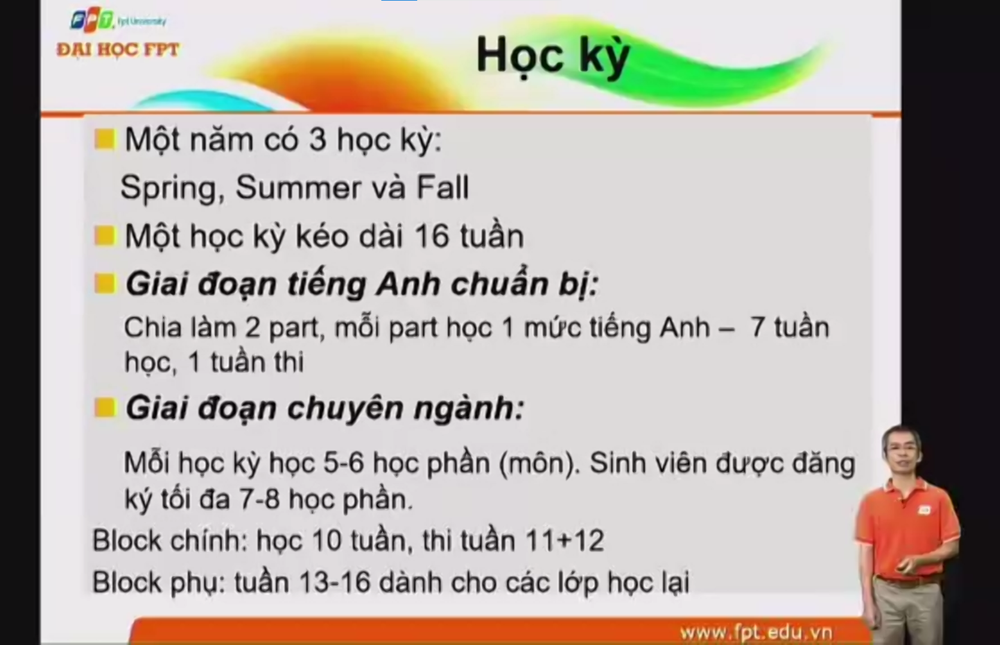 FPT Fpt University
ĐẠI HỌC FPT
Học kỳ
Một năm có 3 học kỳ:
Spring, Summer và Fall
Một học kỳ kéo dài 16 tuần
Giai đoạn tiếng Anh chuẩn bị:
Chia làm 2 part, mỗi part học 1 mức tiếng Anh – 7 tuần
học, 1 tuần thi
Giai đoạn chuyên ngành:
Mỗi học kỳ học 5-6 học phần (môn). Sinh viên được đăng
ký tối đa 7-8 học phần.
Block chính: học 10 tuần, thi tuần 11+12
Block phụ: tuần 13-16 dành cho các lớp học lại
www.fpt.edu.vn